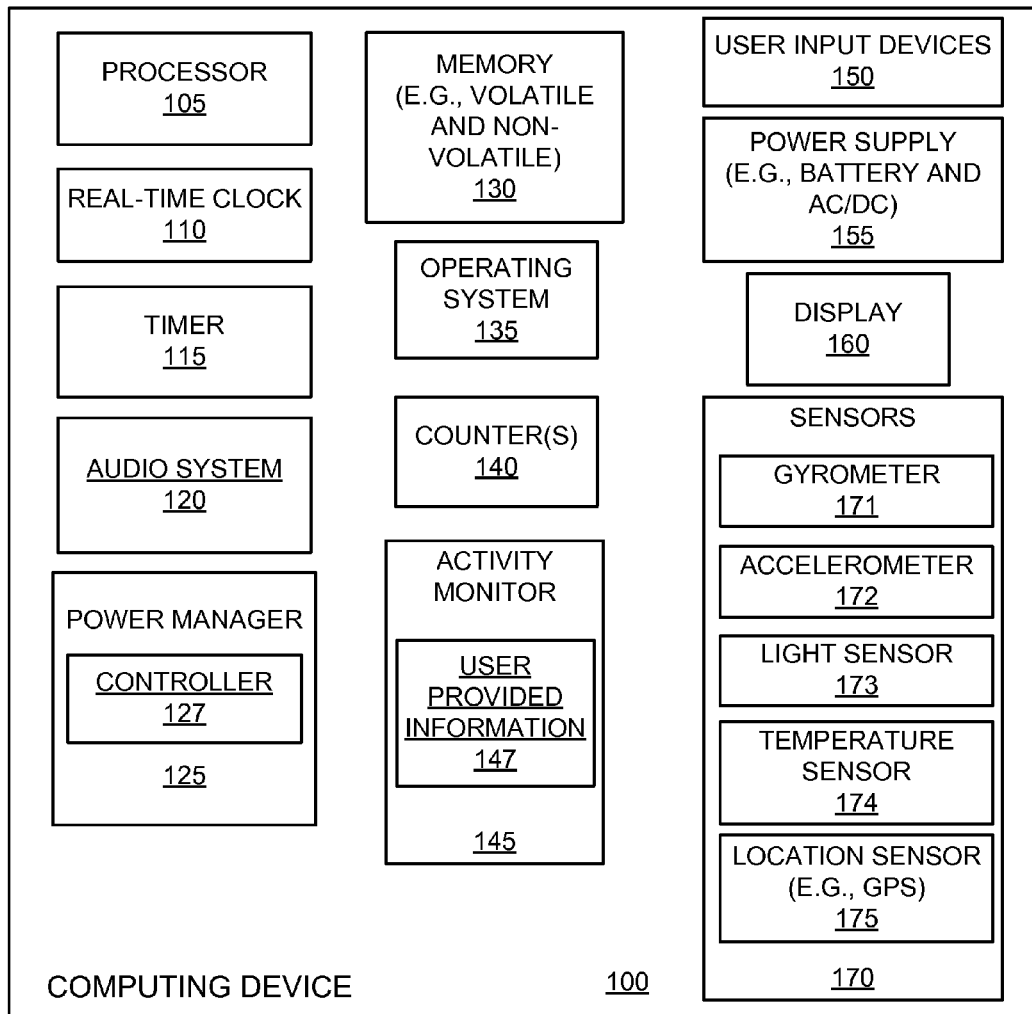 PROCESSOR
105
REAL-TIME CLOCK
110
TIMER
115
AUDIO SYSTEM
120
POWER MANAGER
CONTROLLER
127
125
MEMORY
(E.G., VOLATILE
AND NON-
VOLATILE)
130
OPERATING
SYSTEM
135
COUNTER(S)
140
ACTIVITY
MONITOR
USER
PROVIDED
INFORMATION
147
145
USER INPUT DEVICES
150
POWER SUPPLY
(E.G., BATTERY AND
AC/DC)
155
DISPLAY
160
SENSORS
GYROMETER
171
ACCELEROMETER
172
LIGHT SENSOR
173
TEMPERATURE
SENSOR
174
LOCATION SENSOR
(E.G., GPS)
175
170
COMPUTING DEVICE
100